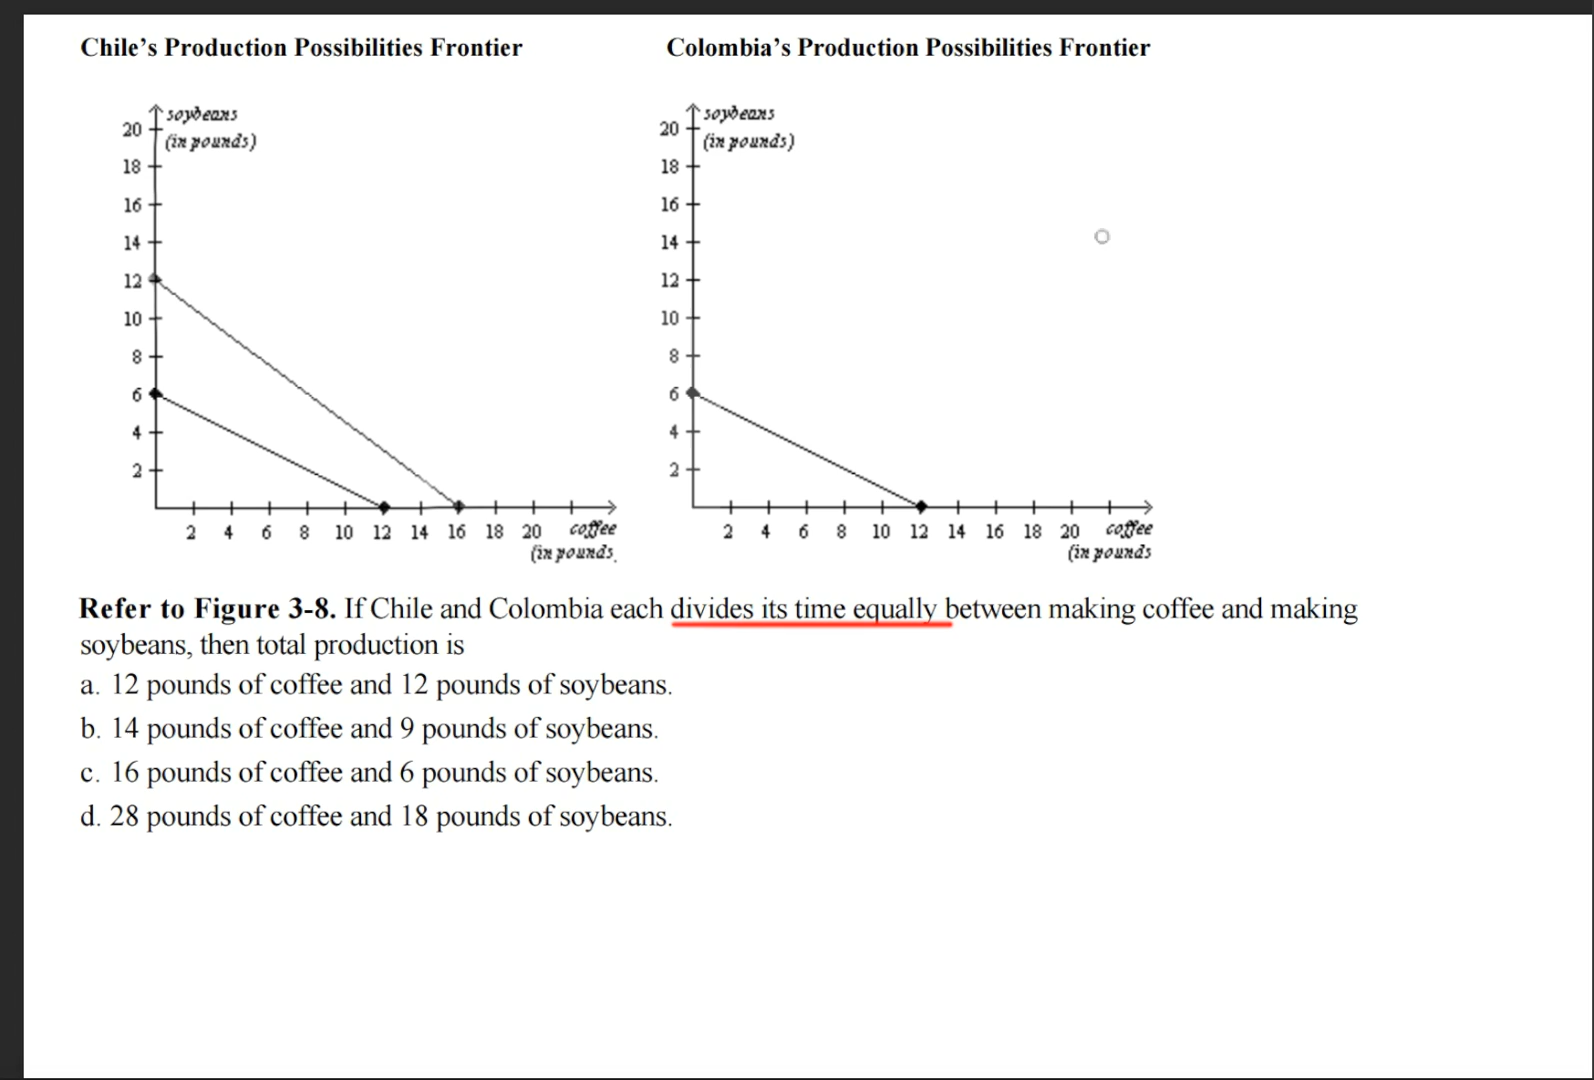 Chile’s Production Possibilities Frontier
Colombia’s Production Possibilities Frontier
soybeans
(in pounds)
20
18
16
14
12
10
8
6
4
2
2 4 6 8 10 12 14 16 18 20 coffee
(in pounds
soybeans
(in pounds)
20
18
16
14
12
10
8
6
4
2
2 4 6 8 10 12 14 16 18 20 coffee
(in pounds
Refer to Figure 3-8. If Chile and Colombia each divides its time equally between making coffee and making
soybeans, then total production is
a. 12 pounds of coffee and 12 pounds of soybeans.
b. 14 pounds of coffee and 9 pounds of soybeans.
c. 16 pounds of coffee and 6 pounds of soybeans.
d. 28 pounds of coffee and 18 pounds of soybeans.